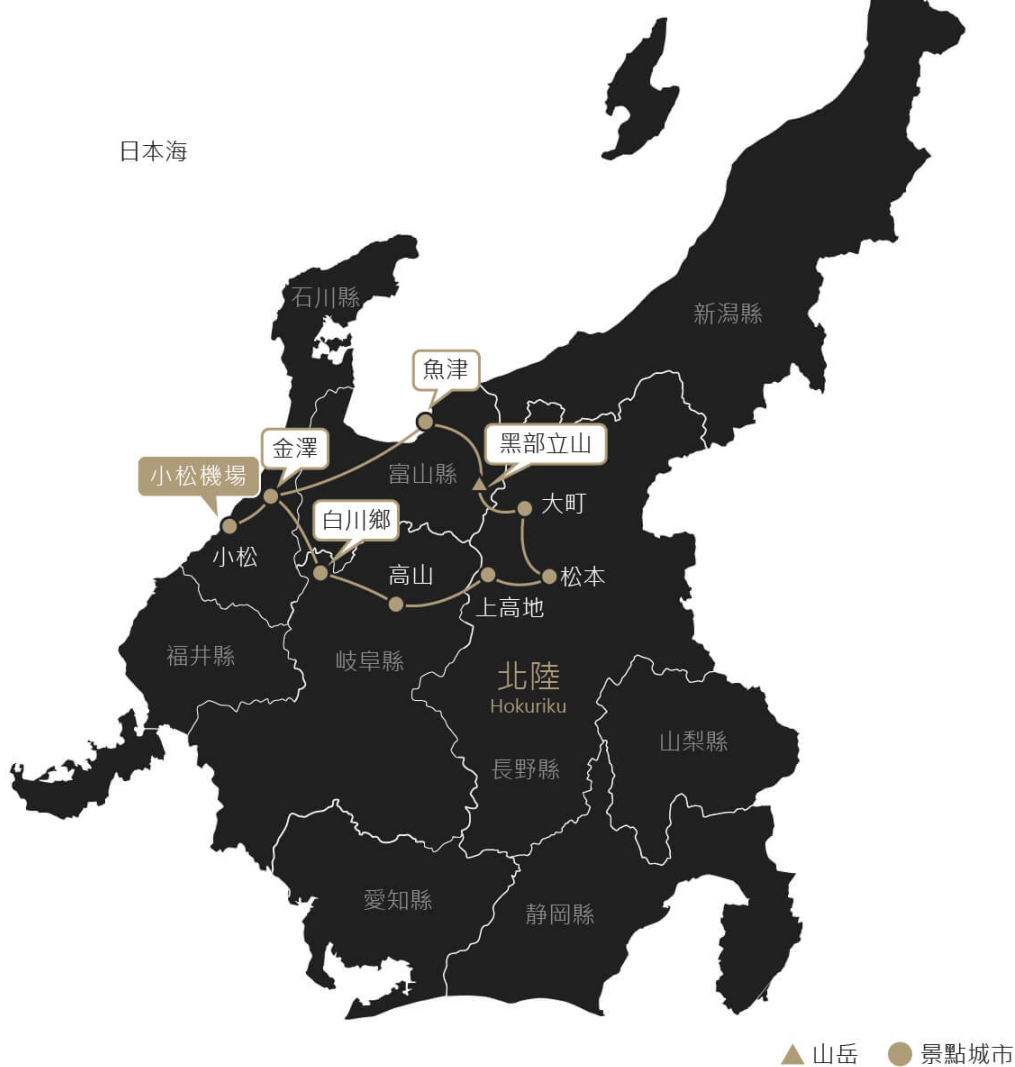 日本海
石川縣
新潟縣
魚津
金澤
黑部立山
小松機場
富山縣
大町
白川鄉
小松
高山
松本
上高地
福井縣
岐阜縣
北陸
Hokuriku
山梨縣
長野縣
愛知縣
静岡縣
山岳
景點城市